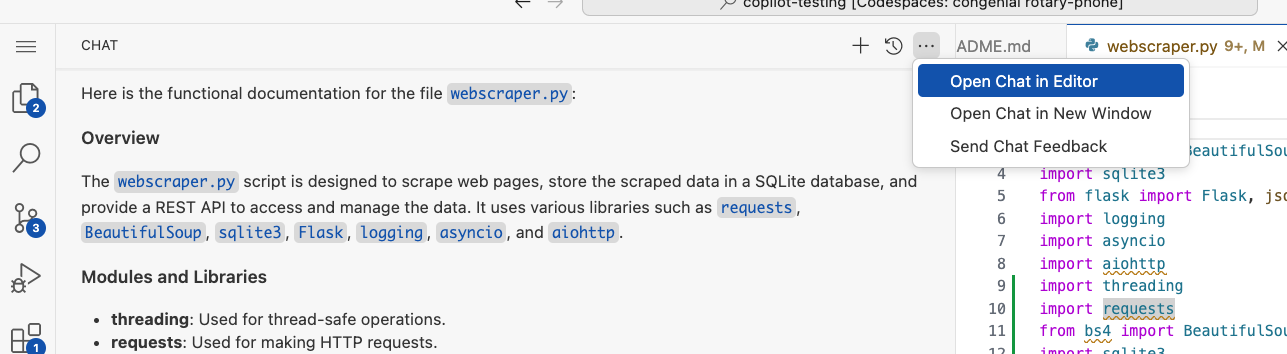 copilot-testing [Codespaces: congenial rotary-phone]
CHAT
Here is the functional documentation for the file webscraper.py:
Overview
The webscraper.py script is designed to scrape web pages, store the scraped data in a SQLite database, and
provide a REST API to access and manage the data. It uses various libraries such as requests,
BeautifulSoup, sqlite3, Flask, logging, asyncio, and aiohttp.
Modules and Libraries
• threading: Used for thread-safe operations.
• requests: Used for making HTTP requests.
2
3
1
Open Chat in Editor
Open Chat in New Window
Send Chat Feedback
ADME.md
webscraper.py 9+, M
BeautifulSou
4 import sqlite3
5 from flask import Flask, jso
6 import logging
7 import asyncio
8 import aiohttp
9 import threading
10 import requests
11 from bs4 import BeautifulSou
12 import sqlite3